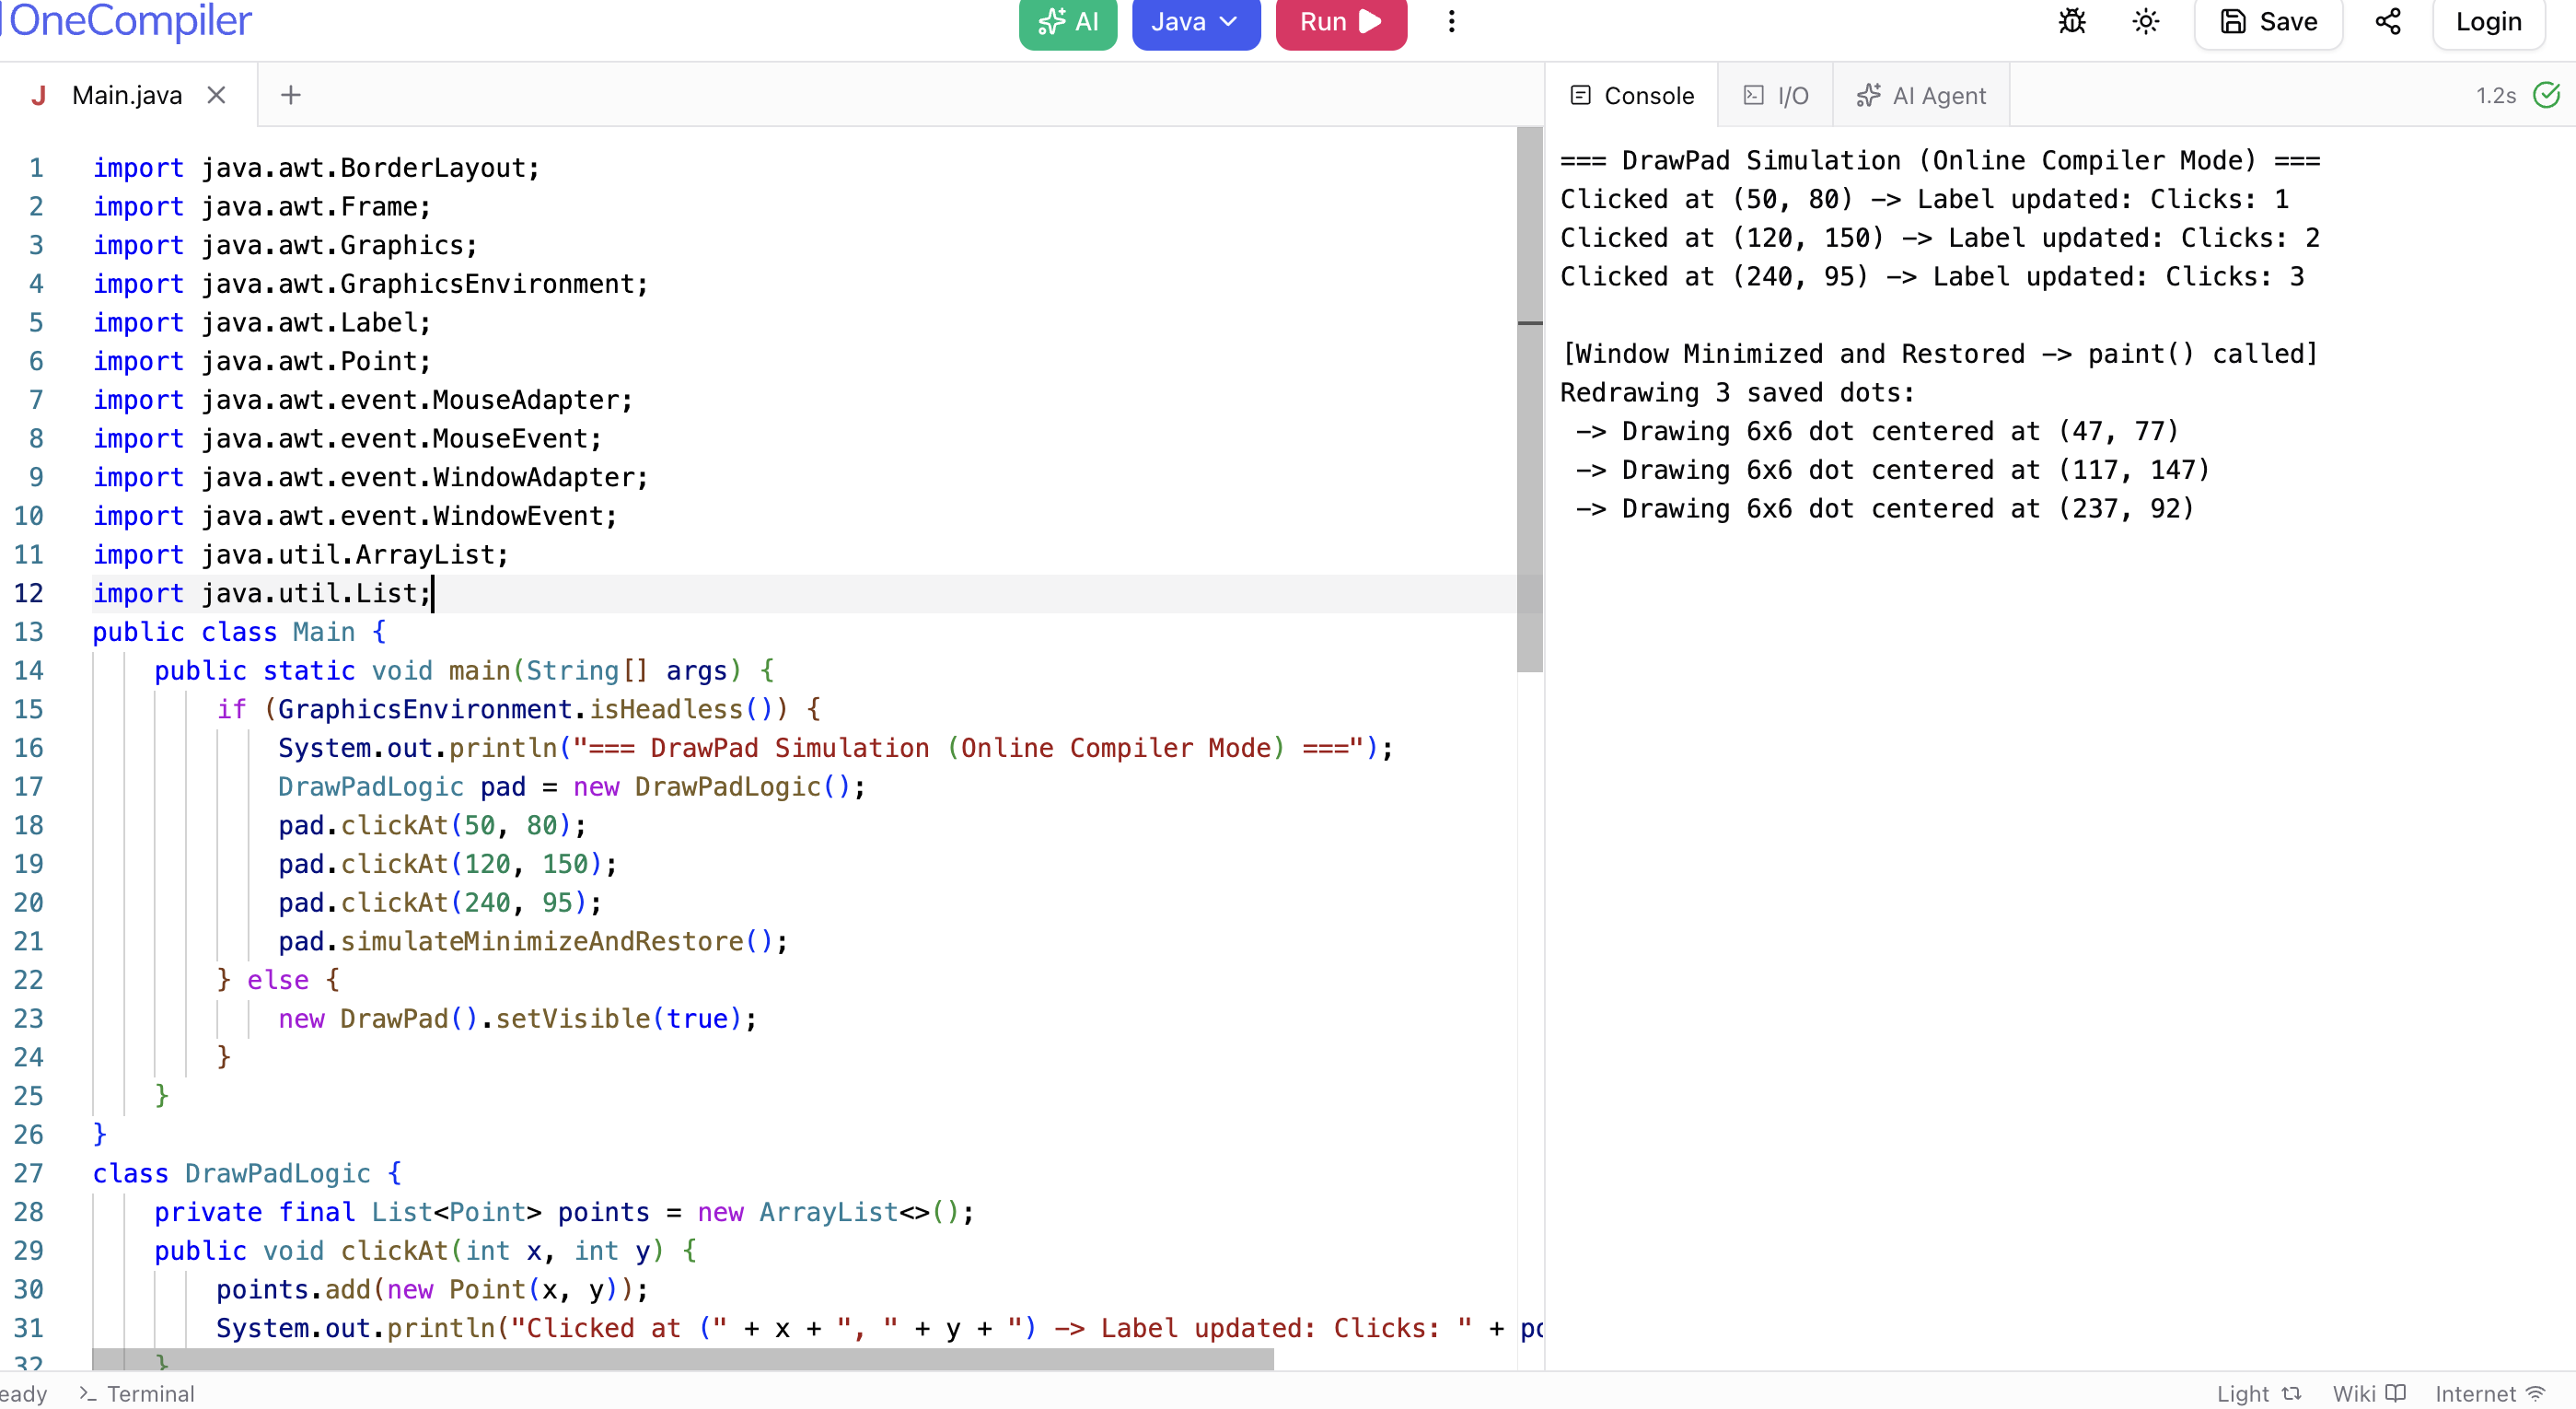 OneCompiler
AI
Java
Run
Save
Login
J Main.java
Console
I/O
AI Agent
1.2s
1 import java.awt.BorderLayout;
2 import java.awt.Frame;
3 import java.awt.Graphics;
4 import java.awt.GraphicsEnvironment;
5 import java.awt.Label;
6 import java.awt.Point;
7 import java.awt.event.MouseAdapter;
8 import java.awt.event.MouseEvent;
9 import java.awt.event.WindowAdapter;
10 import java.awt.event.WindowEvent;
11 import java.util.ArrayList;
12 import java.util.List;
13 public class Main {
14     public static void main(String[] args) {
15         if (GraphicsEnvironment.isHeadless()) {
16             System.out.println("=== DrawPad Simulation (Online Compiler Mode) ===");
17             DrawPadLogic pad = new DrawPadLogic();
18             pad.clickAt(50, 80);
19             pad.clickAt(120, 150);
20             pad.clickAt(240, 95);
21             pad.simulateMinimizeAndRestore();
22         } else {
23             new DrawPad().setVisible(true);
24         }
25     }
26 }
27 class DrawPadLogic {
28     private final List<Point> points = new ArrayList<>();
29     public void clickAt(int x, int y) {
30         points.add(new Point(x, y));
31         System.out.println("Clicked at (" + x + ", " + y + ") -> Label updated: Clicks: " + po
32     }
=== DrawPad Simulation (Online Compiler Mode) ===
Clicked at (50, 80) -> Label updated: Clicks: 1
Clicked at (120, 150) -> Label updated: Clicks: 2
Clicked at (240, 95) -> Label updated: Clicks: 3
[Window Minimized and Restored -> paint() called]
Redrawing 3 saved dots:
-> Drawing 6x6 dot centered at (47, 77)
-> Drawing 6x6 dot centered at (117, 147)
-> Drawing 6x6 dot centered at (237, 92)
eady
Terminal
Light
Wiki
Internet